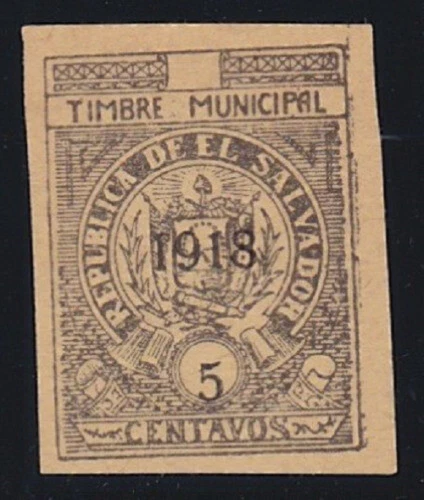 TIMBRE MUNICIPAL
REPUBLICA DE EL SALVADOR
1918
5
CENTAVOS